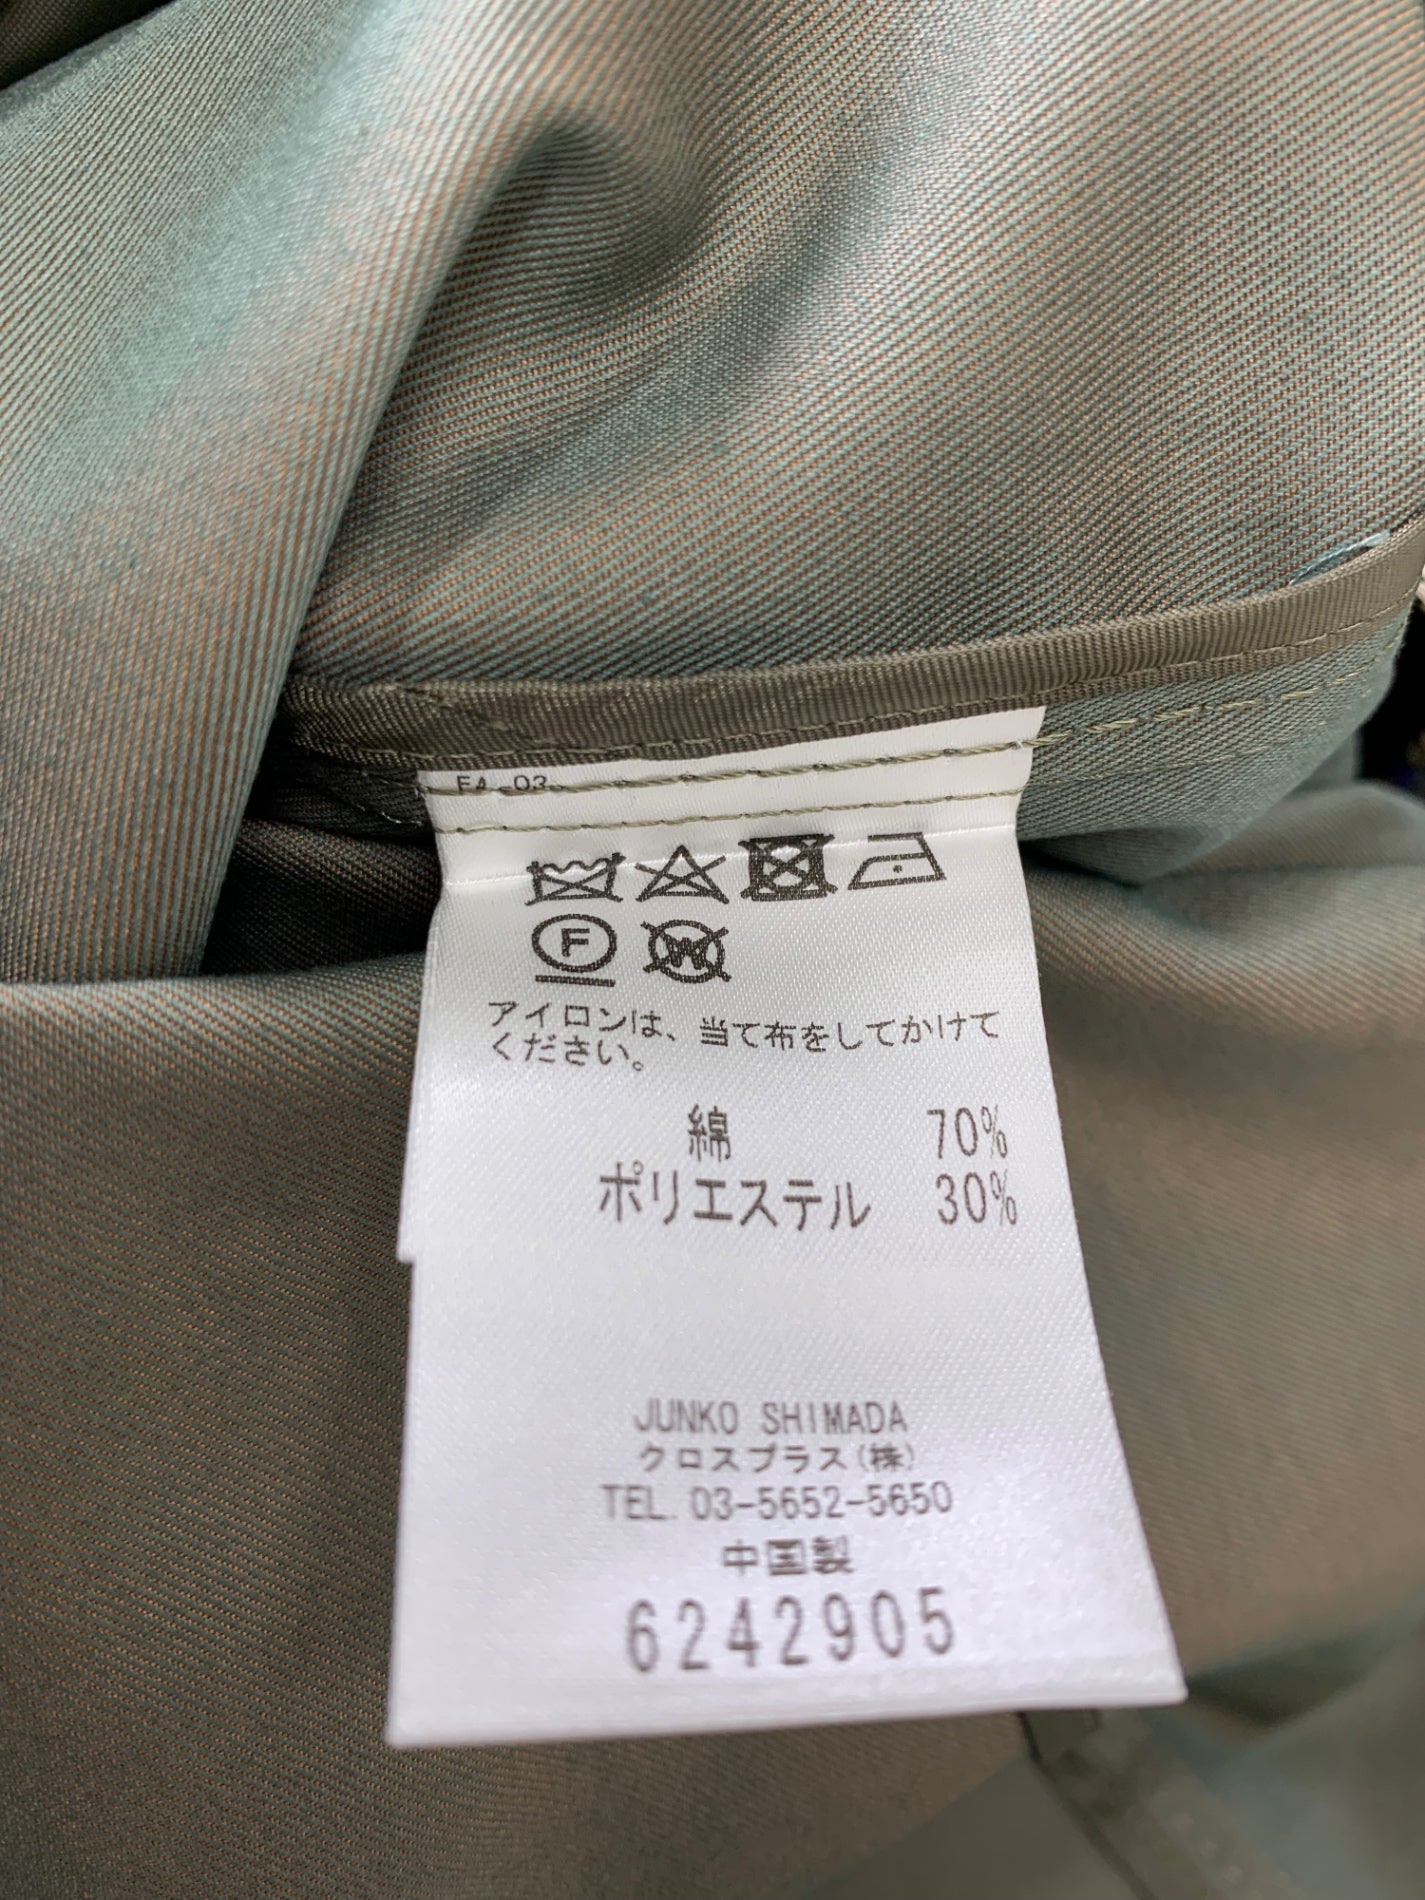 F
W
アイロンは、当て布をしてかけて
ください。
綿 70%
ポリエステル 30%
JUNKO SHIMADA
クロスプラス(株)
TEL. 03-5652-5650
中国製
6242905